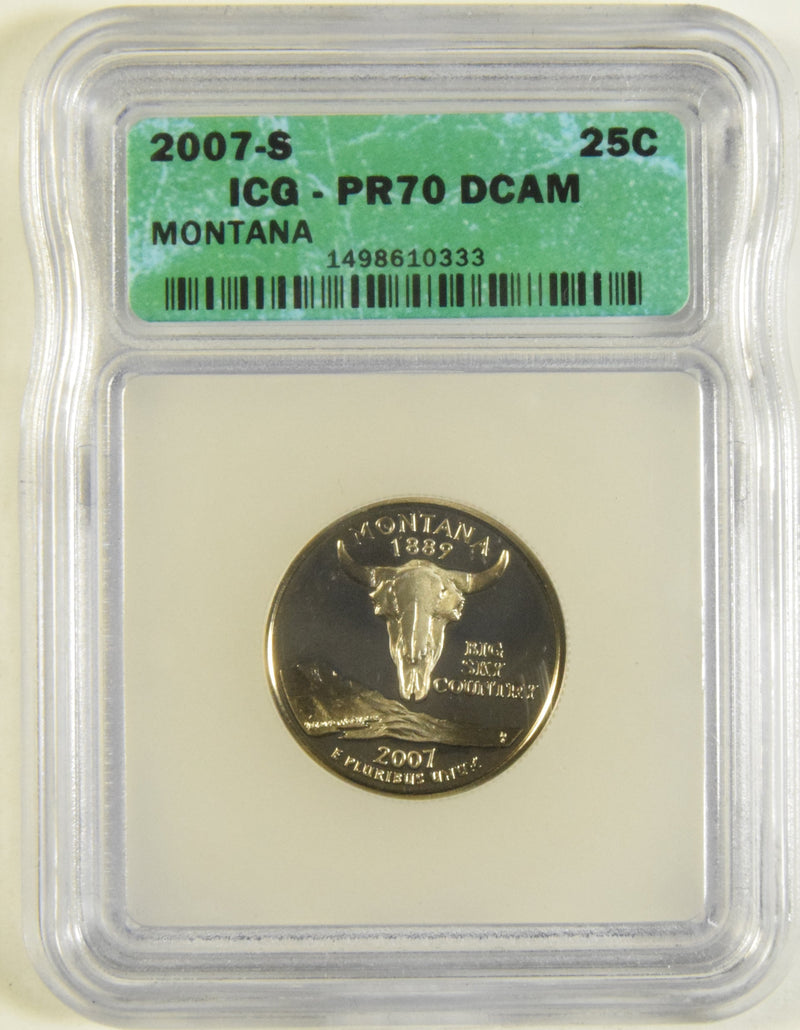 2007-S 25C
ICG - PR70 DCAM
MONTANA
1498610333
MONTANA
1889
BIG
SKY
COUNTRY
2007
E PLURIBUS UNUM